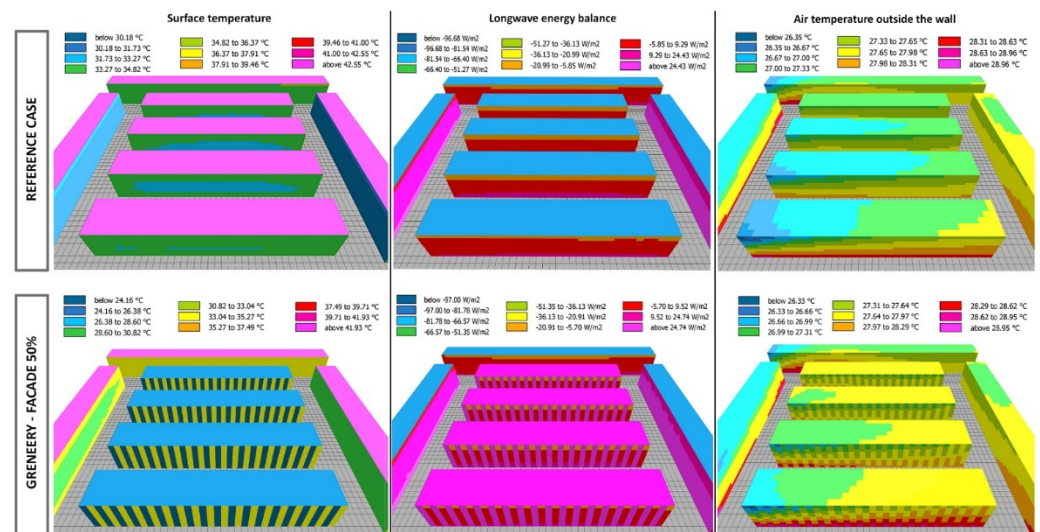 Surface temperature
Longwave energy balance
Air temperature outside the wall
REFERENCE CASE
below 30.18 °C
30.18 to 31.73 °C
31.73 to 33.27 °C
33.27 to 34.82 °C
34.82 to 36.37 °C
36.37 to 37.91 °C
37.91 to 39.46 °C
39.46 to 41.00 °C
41.00 to 42.55 °C
above 42.55 °C
below -96.68 W/m2
-96.68 to -81.54 W/m2
-81.54 to -66.40 W/m2
-66.40 to -51.27 W/m2
-51.27 to -36.13 W/m2
-36.13 to -20.99 W/m2
-20.99 to -5.85 W/m2
-5.85 to 9.29 W/m2
9.29 to 24.43 W/m2
above 24.43 W/m2
below 26.35 °C
26.35 to 26.67 °C
26.67 to 27.00 °C
27.00 to 27.33 °C
27.33 to 27.65 °C
27.65 to 27.98 °C
27.98 to 28.31 °C
28.31 to 28.63 °C
28.63 to 28.96 °C
above 28.96 °C
GRENEERY - FACADE 50%
below 24.16 °C
24.16 to 26.38 °C
26.38 to 28.60 °C
28.60 to 30.82 °C
30.82 to 33.04 °C
33.04 to 35.27 °C
35.27 to 37.49 °C
37.49 to 39.71 °C
39.71 to 41.93 °C
above 41.93 °C
below -97.00 W/m2
-97.00 to -81.78 W/m2
-81.78 to -66.57 W/m2
-66.57 to -51.35 W/m2
-51.35 to -36.13 W/m2
-36.13 to -20.91 W/m2
-20.91 to -5.70 W/m2
-5.70 to 9.52 W/m2
9.52 to 24.74 W/m2
above 24.74 W/m2
below 26.33 °C
26.33 to 26.66 °C
26.66 to 26.99 °C
26.99 to 27.31 °C
27.31 to 27.64 °C
27.64 to 27.97 °C
27.97 to 28.29 °C
28.29 to 28.62 °C
28.62 to 28.95 °C
above 28.95 °C